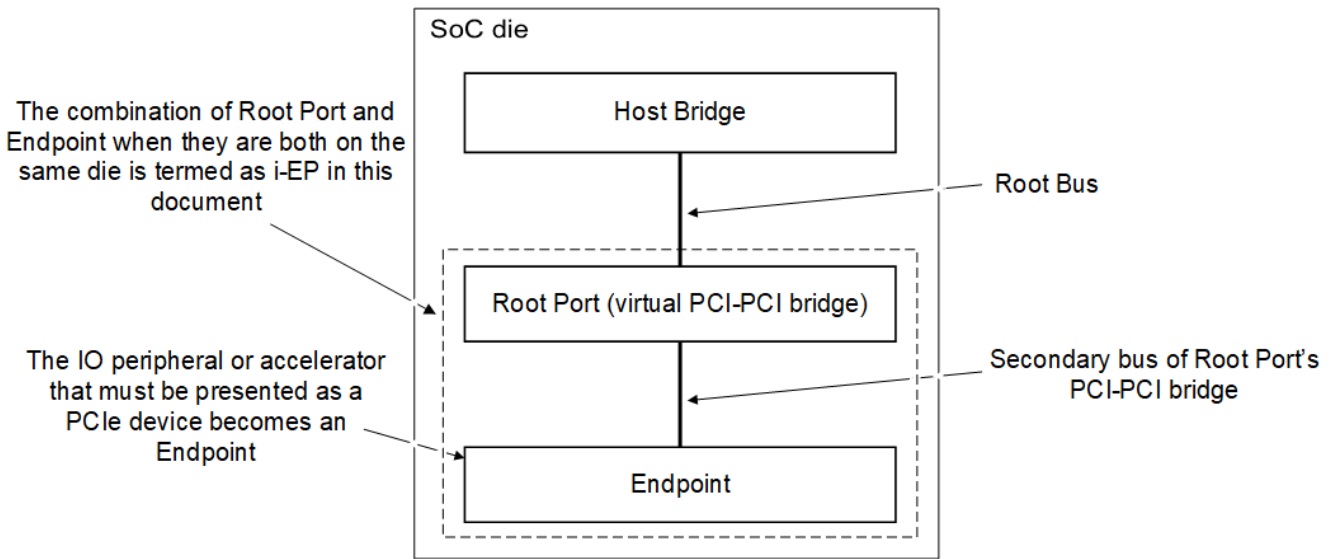 SoC die
Host Bridge
The combination of Root Port and
Endpoint when they are both on the
same die is termed as i-EP in this
document
Root Bus
Root Port (virtual PCI-PCI bridge)
The IO peripheral or accelerator
that must be presented as a
PCIe device becomes an
Endpoint
Secondary bus of Root Port's
PCI-PCI bridge
Endpoint